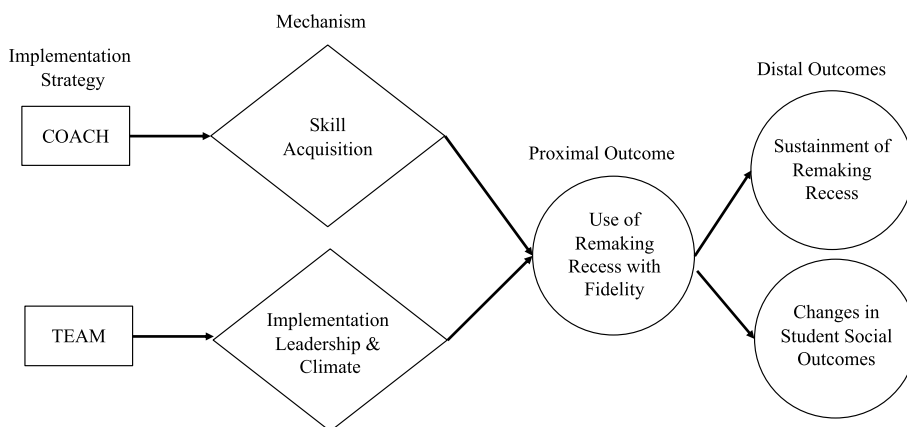 Implementation
Strategy
COACH
TEAM
Mechanism
Skill
Acquisition
Implementation
Leadership &
Climate
Proximal Outcome
Use of
Remaking
Recess with
Fidelity
Distal Outcomes
Sustainment of
Remaking
Recess
Changes in
Student Social
Outcomes